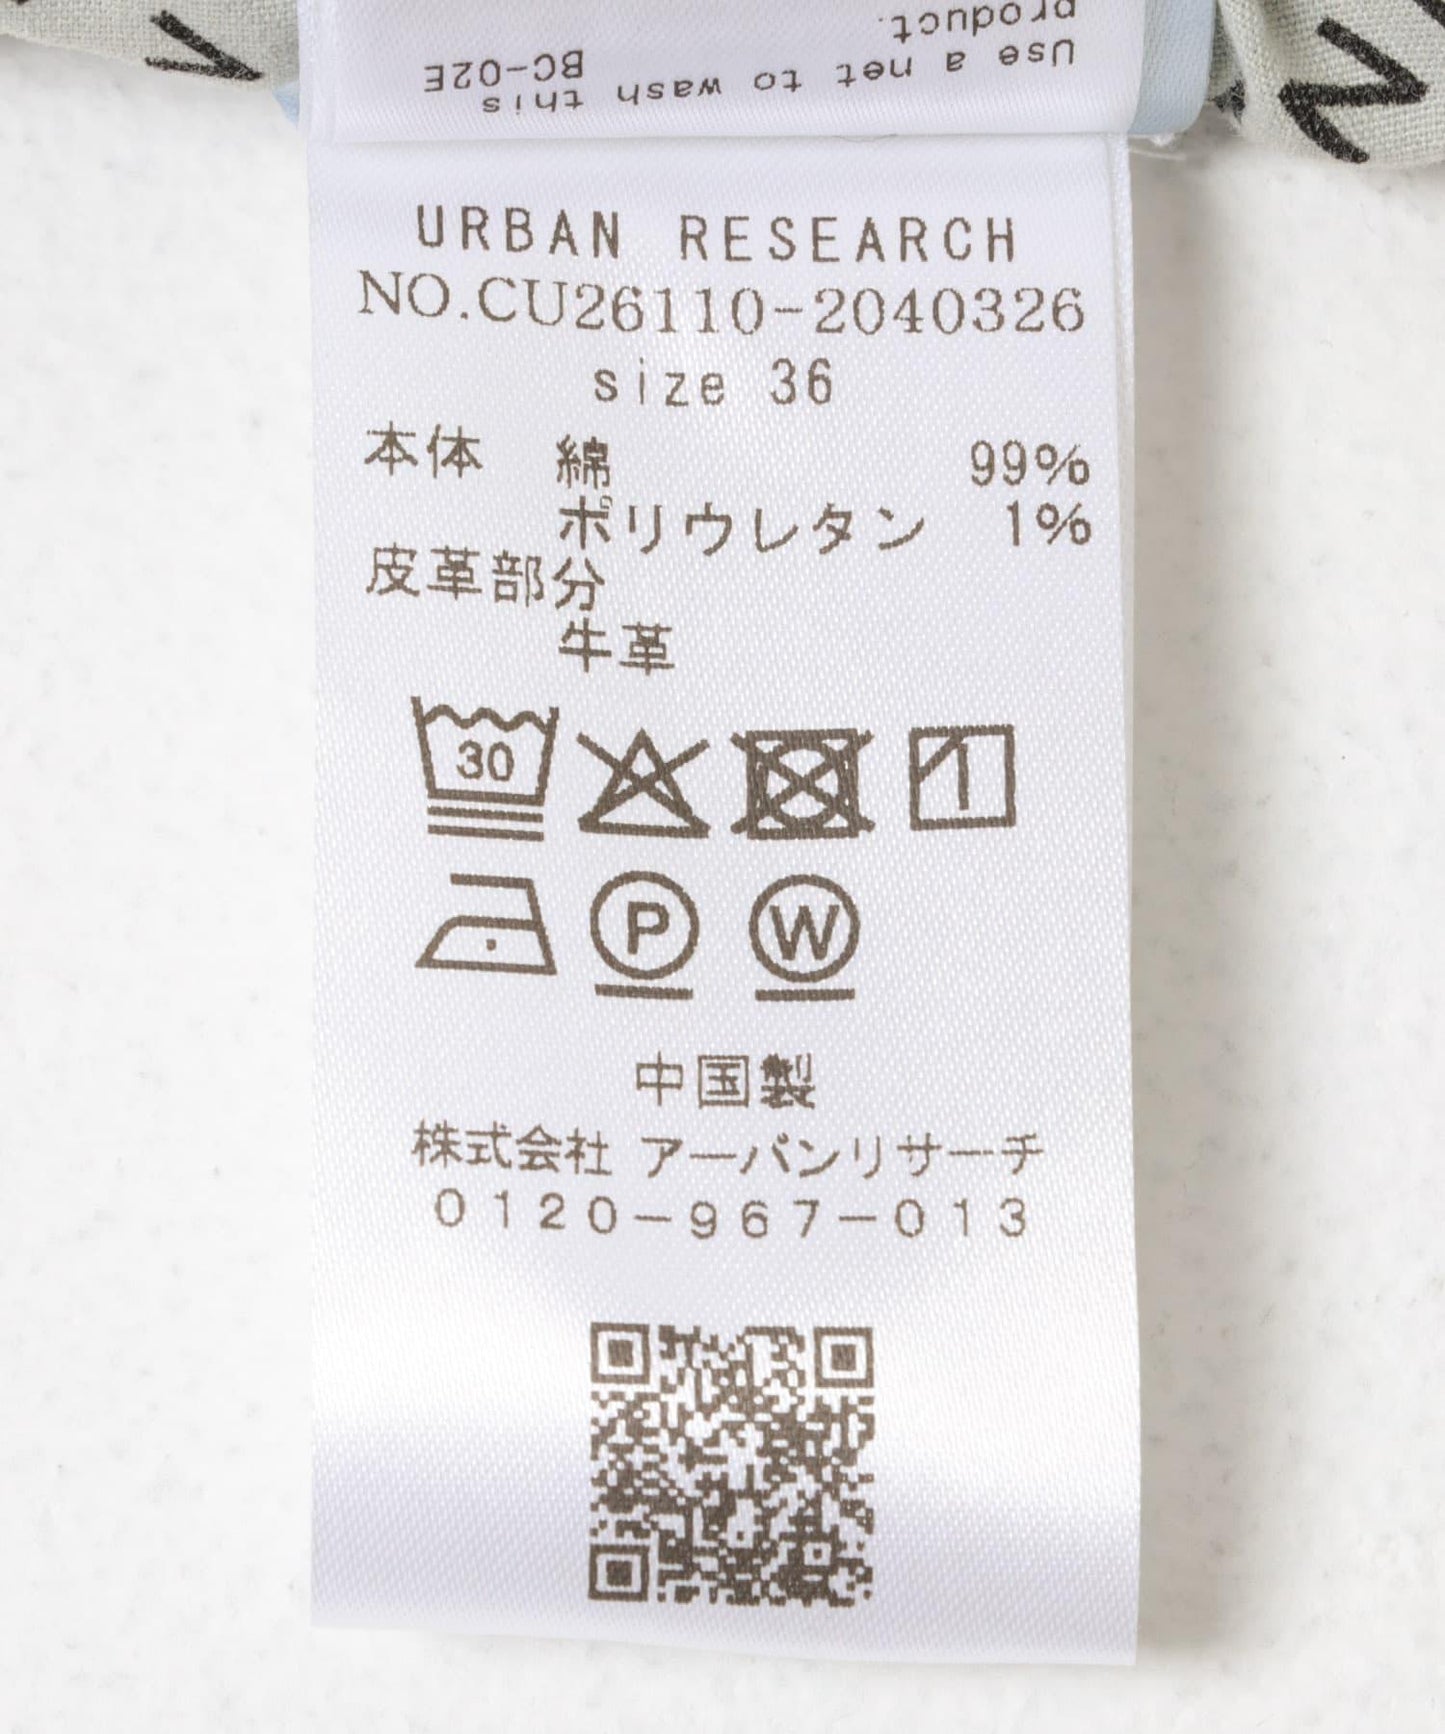 Use a net to wash this
product.
BC-02E
URBAN RESEARCH
NO.CU26110-2040326
size 36
本体 綿 99%
ポリウレタン 1%
皮革部分
牛革
30
P W
中国製
株式会社 アーバンリサーチ
0120-967-013